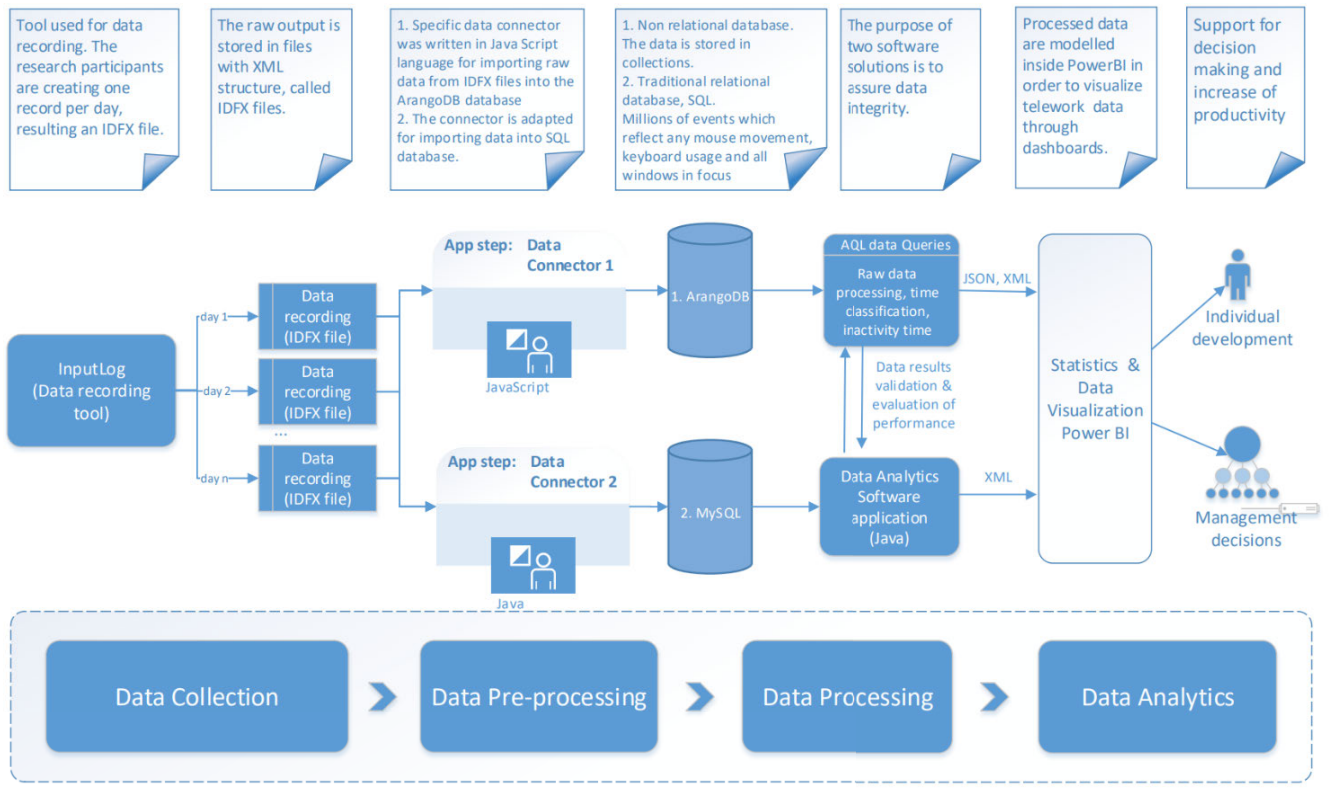 Tool used for data
recording. The
research participants
are creating one
record per day,
resulting an IDFX file.
The raw output is
stored in files
with XML
structure, called
IDFX files.
1. Specific data connector
was written in Java Script
language for importing raw
data from IDFX files into the
ArangoDB database
2. The connector is adapted
for importing data into SQL
database.
1. Non relational database.
The data is stored in
collections.
2. Traditional relational
database, SQL.
Millions of events which
reflect any mouse movement,
keyboard usage and all
windows in focus
The purpose of
two software
solutions is to
assure data
integrity.
Processed data
are modelled
inside PowerBI in
order to visualize
telework data
through
dashboards.
Support for
decision
making and
increase of
productivity
InputLog
(Data recording
tool)
day 1
day 2
day n
Data
recording
(IDFX file)
Data
recording
(IDFX file)
...
Data
recording
(IDFX file)
App step: Data
Connector 1
JavaScript
App step: Data
Connector 2
Java
1. ArangoDB
2. MySQL
AQL data Queries
Raw data
processing, time
classification,
inactivity time
Data results
validation &
evaluation of
performance
Data Analytics
Software
application
(Java)
JSON, XML
XML
Statistics &
Data
Visualization
Power BI
Individual
development
Management
decisions
Data Collection
Data Pre-processing
Data Processing
Data Analytics